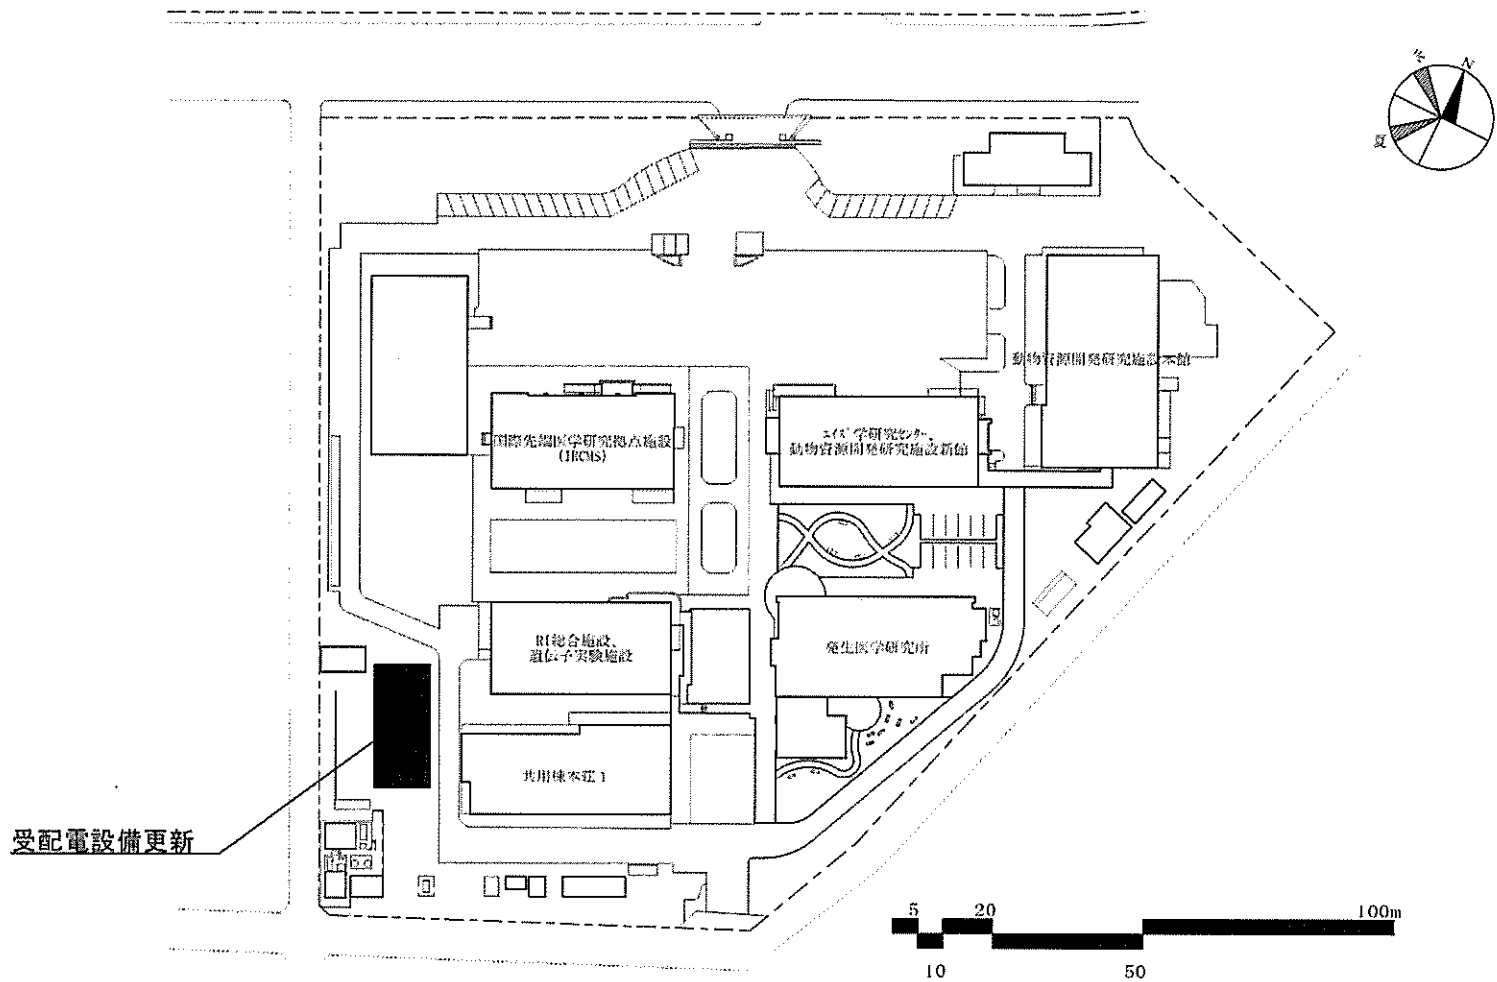 冬
N
夏
動物資源開発研究施設本館
国際先端医学研究拠点施設
(IRCMS)
エイズ学研究センター、
動物資源開発研究施設新館
RI総合施設、
遺伝子実験施設
発生医学研究所
共用棟本荘1
受配電設備更新
5
20
100m
10
50